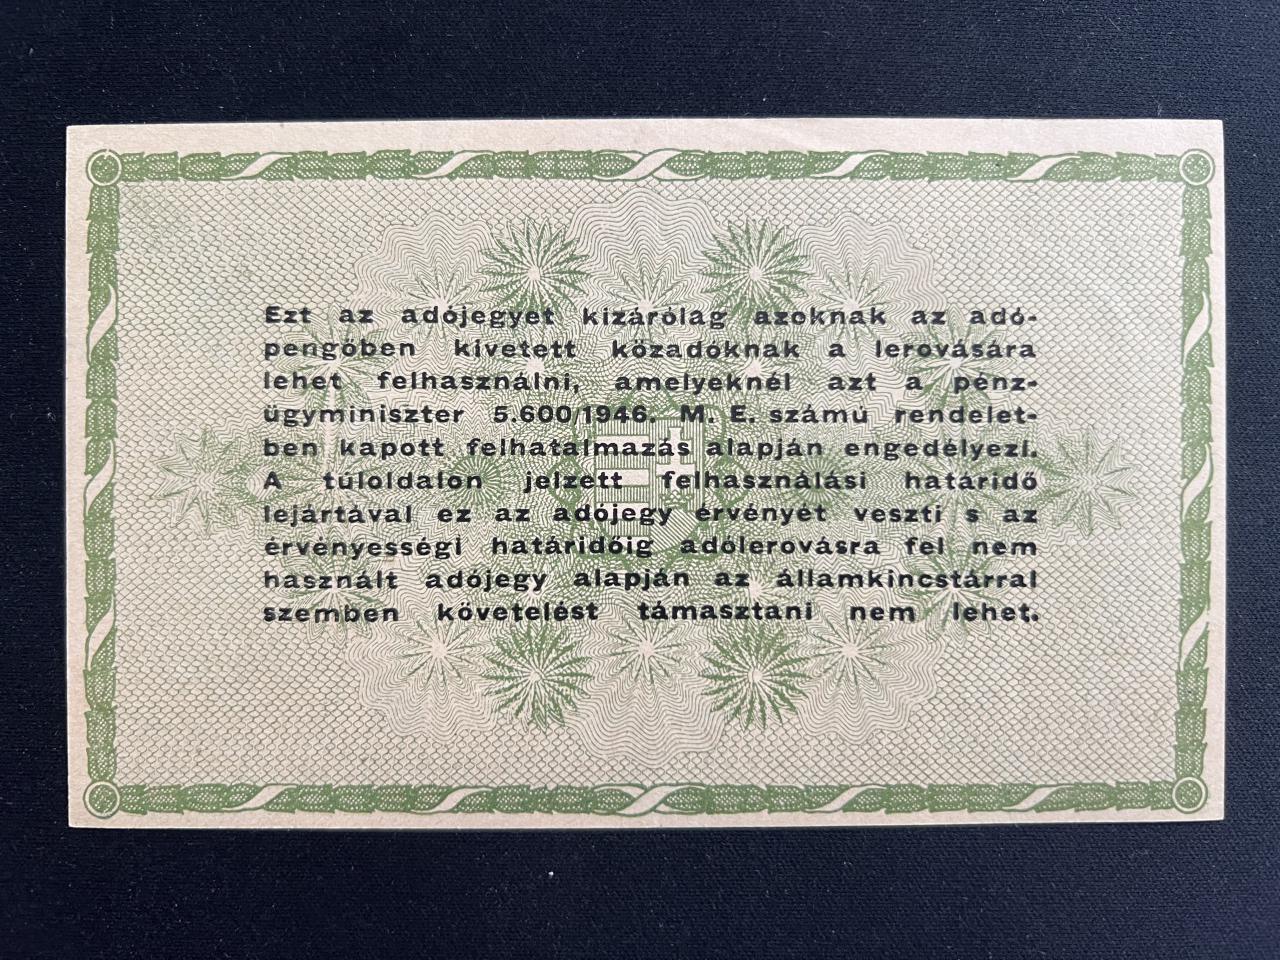 Ezt az adójegyet kizárólag azoknak az adó-
pengőben kivetett közadóknak a lerovására
lehet felhasználni, amelyeknél azt a pénz-
ügyminiszter 5.600/1946. M. E. számú rendelet-
ben kapott felhatalmazás alapján engedélyezi.
A túloldalon jelzett felhasználási határidő
lejártával ez az adójegy érvényét veszti s az
érvényességi határidőig adólerovásra fel nem
használt adójegy alapján az államkincstárral
szemben követelést támasztani nem lehet.